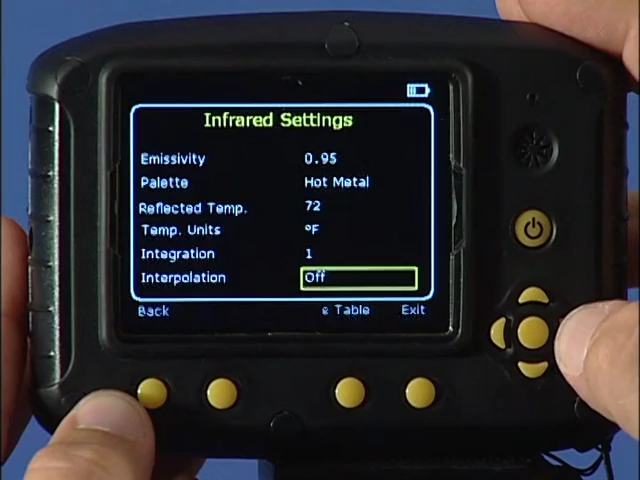 Infrared Settings
Emissivity 0.95
Palette Hot Metal
Reflected Temp. 72
Temp. Units ºF
Integration 1
Interpolation Off
Back ε Table Exit